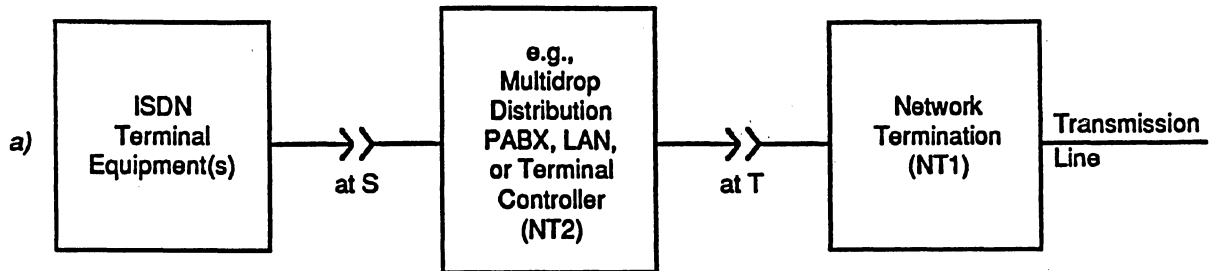 a)
ISDN
Terminal
Equipment(s)
at S
e.g.,
Multidrop
Distribution
PABX, LAN,
or Terminal
Controller
(NT2)
at T
Network
Termination
(NT1)
Transmission
Line